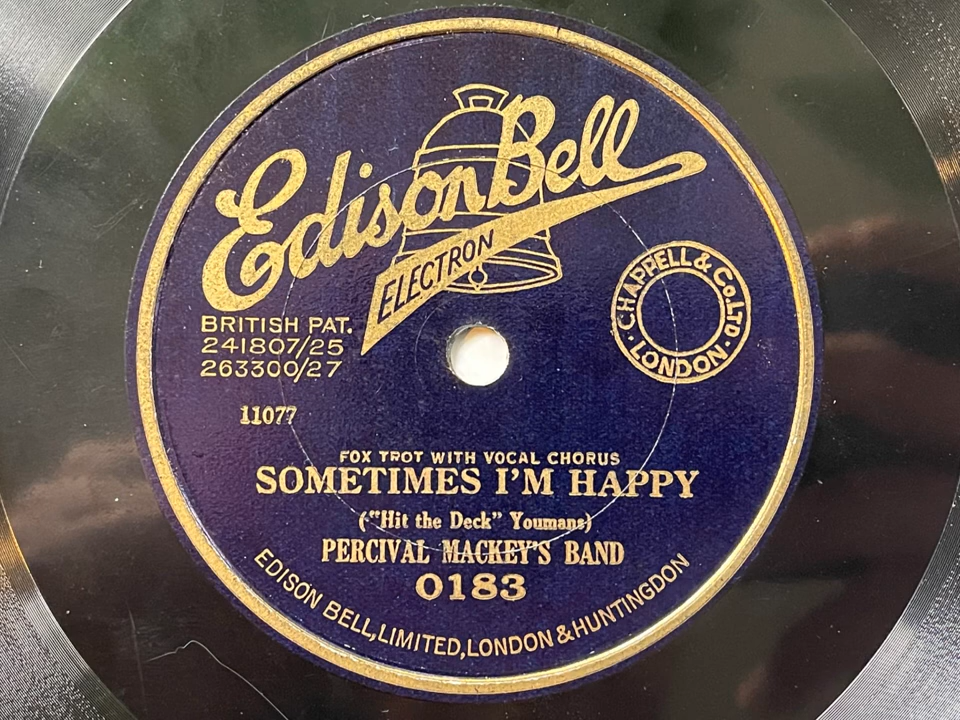 Edison Bell
ELECTRON
BRITISH PAT.
241807/25
263300/27
CHAPPELL & Co. LTD.
· LONDON ·
11077
FOX TROT WITH VOCAL CHORUS
SOMETIMES I'M HAPPY
("Hit the Deck" Youmans)
PERCIVAL MACKEY'S BAND
0183
EDISON BELL, LIMITED, LONDON & HUNTINGDON